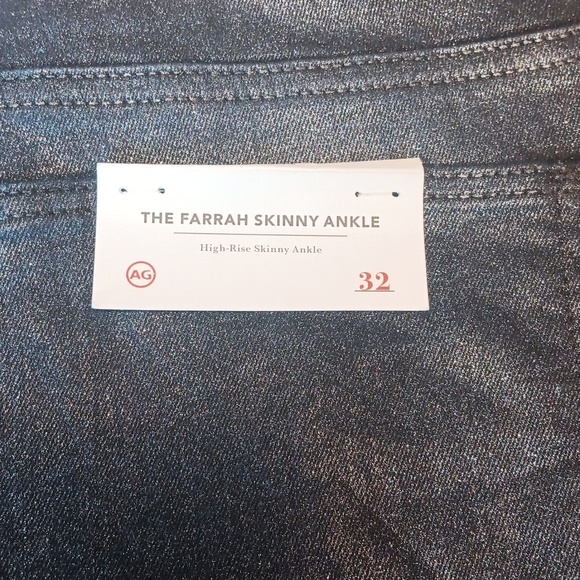 THE FARRAH SKINNY ANKLE
High-Rise Skinny Ankle
AG
32